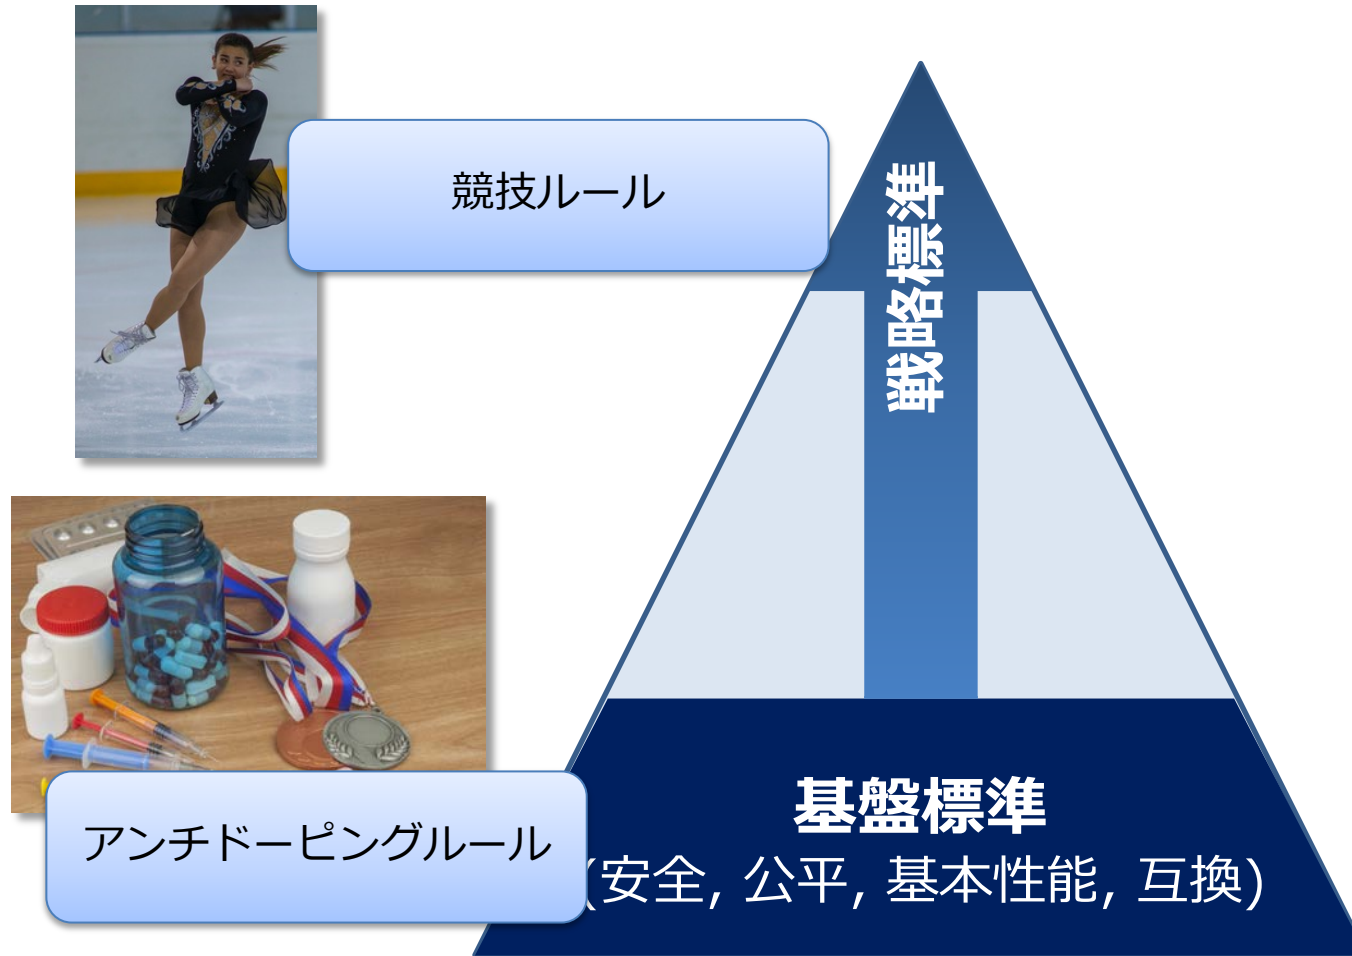 競技ルール
戦略標準
アンチドーピングルール
基盤標準
(安全, 公平, 基本性能, 互換)